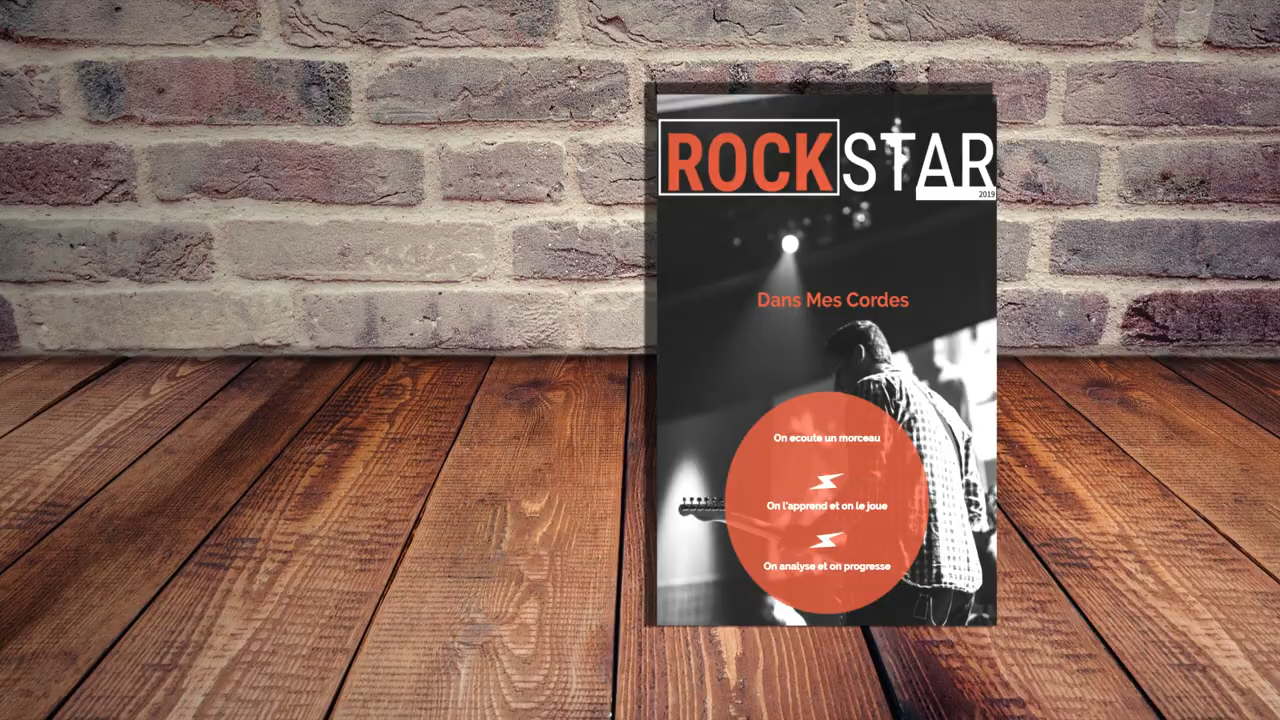 ROCKSTAR
2019
Dans Mes Cordes
On ecoute un morceau
On l'apprend et on le joue
On analyse et on progresse